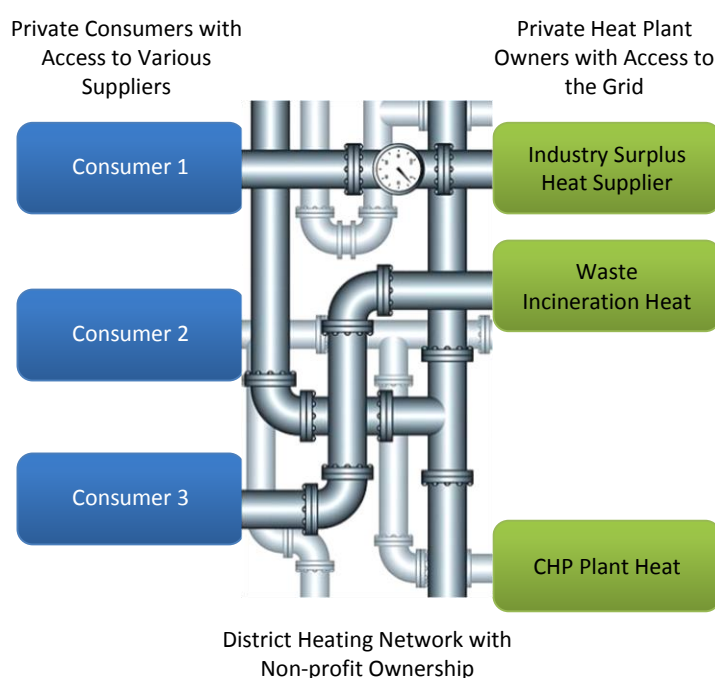 Private Consumers with
Access to Various
Suppliers
Private Heat Plant
Owners with Access to
the Grid
Consumer 1
Industry Surplus
Heat Supplier
Waste
Incineration Heat
Consumer 2
Consumer 3
CHP Plant Heat
District Heating Network with
Non-profit Ownership